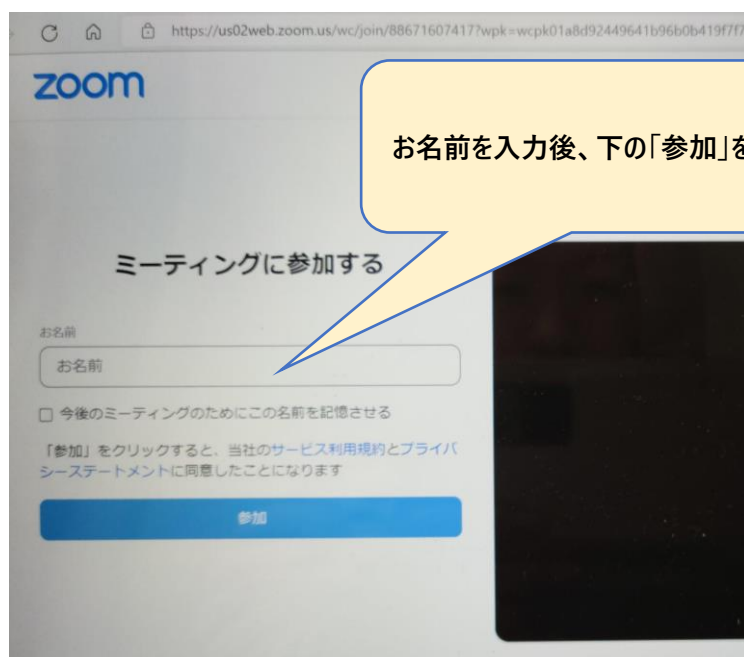 https://us02web.zoom.us/wc/join/88671607417?wpk=wcpk01a8d92449641b96b0b419f7f7
zoom
お名前を入力後、下の「参加」を
ミーティングに参加する
お名前
お名前
今後のミーティングのためにこの名前を記憶させる
「参加」をクリックすると、当社のサービス利用規約とプライバ
シーステートメントに同意したことになります
参加